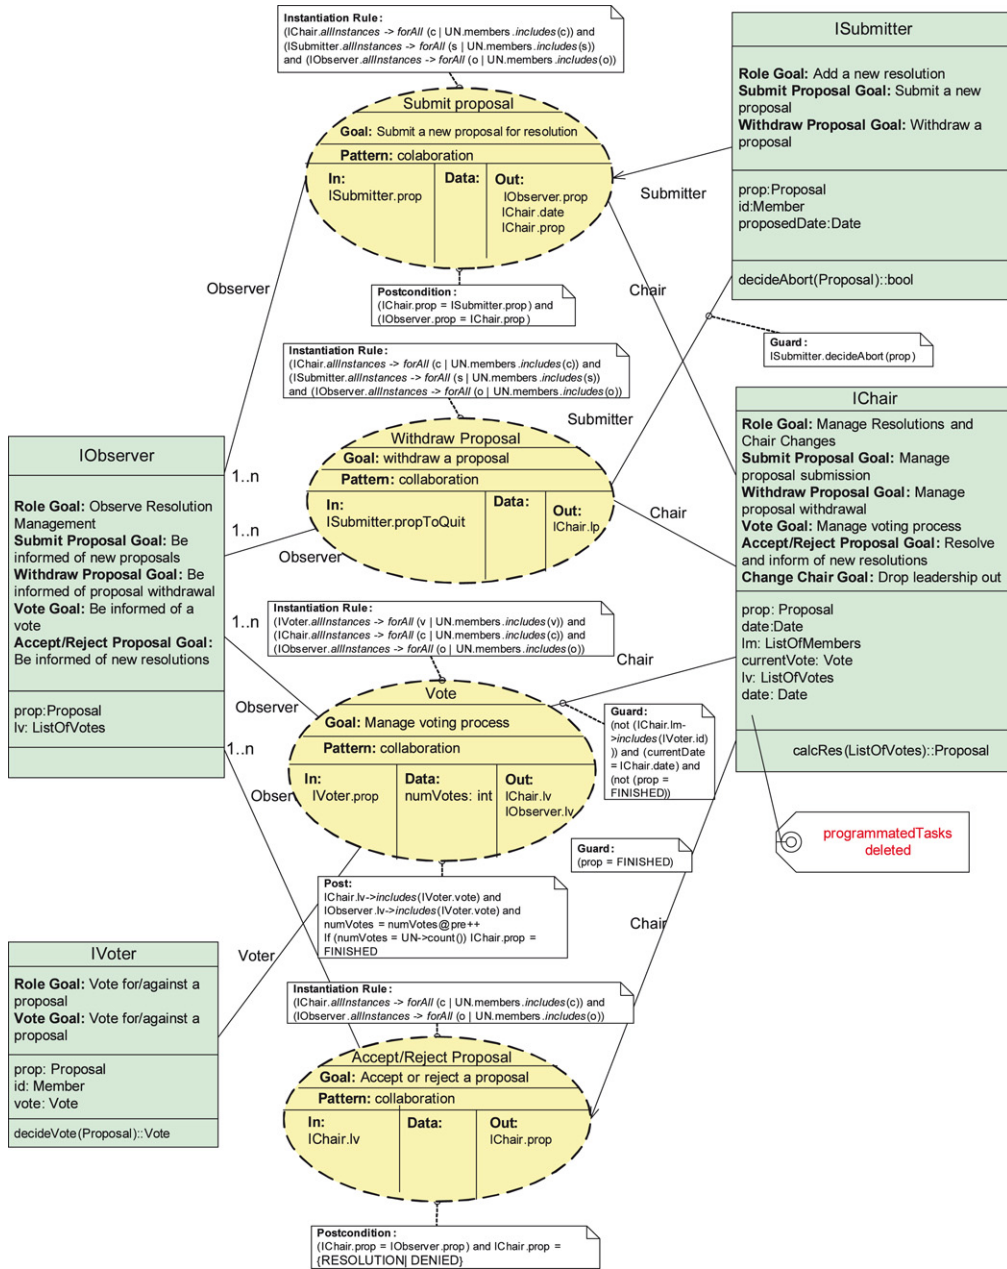 Instantiation Rule:
(IChair.allInstances -> forAll (c | UN.members.includes(c)) and
(ISubmitter.allInstances -> forAll (s | UN.members.includes(s))
and (IObserver.allInstances -> forAll (o | UN.members.includes(o))
Submit proposal
Goal: Submit a new proposal for resolution
Pattern: colaboration
In:
ISubmitter.prop
Data:
Out:
IObserver.prop
IChair.date
IChair.prop
Postcondition:
(IChair.prop = ISubmitter.prop) and
(IObserver.prop = IChair.prop)
ISubmitter
Role Goal: Add a new resolution
Submit Proposal Goal: Submit a new
proposal
Withdraw Proposal Goal: Withdraw a
proposal
prop:Proposal
id:Member
proposedDate:Date
decideAbort(Proposal)::bool
Submitter
Observer
Chair
Guard:
ISubmitter.decideAbort(prop)
Instantiation Rule:
(IChair.allInstances -> forAll (c | UN.members.includes(c)) and
(ISubmitter.allInstances -> forAll (s | UN.members.includes(s))
and (IObserver.allInstances -> forAll (o | UN.members.includes(o))
Withdraw Proposal
Goal: withdraw a proposal
Pattern: collaboration
In:
ISubmitter.propToQuit
Data:
Out:
IChair.lp
Submitter
Chair
1..n
1..n
Observer
1..n
IObserver
Role Goal: Observe Resolution
Management
Submit Proposal Goal: Be
informed of new proposals
Withdraw Proposal Goal: Be
informed of proposal withdrawal
Vote Goal: Be informed of a
vote
Accept/Reject Proposal Goal:
Be informed of new resolutions
prop:Proposal
lv: ListOfVotes
IChair
Role Goal: Manage Resolutions and
Chair Changes
Submit Proposal Goal: Manage
proposal submission
Withdraw Proposal Goal: Manage
proposal withdrawal
Vote Goal: Manage voting process
Accept/Reject Proposal Goal: Resolve
and inform of new resolutions
Change Chair Goal: Drop leadership out
prop: Proposal
date:Date
lm: ListOfMembers
currentVote: Vote
lv: ListOfVotes
date: Date
calcRes(ListOfVotes)::Proposal
programmatedTasks
deleted
Instantiation Rule:
(IVoter.allInstances -> forAll (v | UN.members.includes(v)) and
(IChair.allInstances -> forAll (c | UN.members.includes(c)) and
(IObserver.allInstances -> forAll (o | UN.members.includes(o))
Chair
Vote
Goal: Manage voting process
Pattern: collaboration
In:
IVoter.prop
Data:
numVotes: int
Out:
IChair.lv
IObserver.lv
Observer
1..n
Obser
Guard:
(not (IChair.lm-
>includes(IVoter.id)
)) and (currentDate
= IChair.date) and
(not (prop =
FINISHED))
Guard:
(prop = FINISHED)
Post:
IChair.lv->includes(IVoter.vote) and
IObserver.lv->includes(IVoter.vote) and
numVotes = numVotes@pre++
If (numVotes = UN->count()) IChair.prop =
FINISHED
Voter
Chair
IVoter
Role Goal: Vote for/against a
proposal
Vote Goal: Vote for/against a
proposal
prop: Proposal
id: Member
vote: Vote
decideVote(Proposal)::Vote
Instantiation Rule:
(IChair.allInstances -> forAll (c | UN.members.includes(c)) and
(IObserver.allInstances -> forAll (o | UN.members.includes(o))
Accept/Reject Proposal
Goal: Accept or reject a proposal
Pattern: collaboration
In:
IChair.lv
Data:
Out:
IChair.prop
Postcondition:
(IChair.prop = IObserver.prop) and IChair.prop =
{RESOLUTION| DENIED}